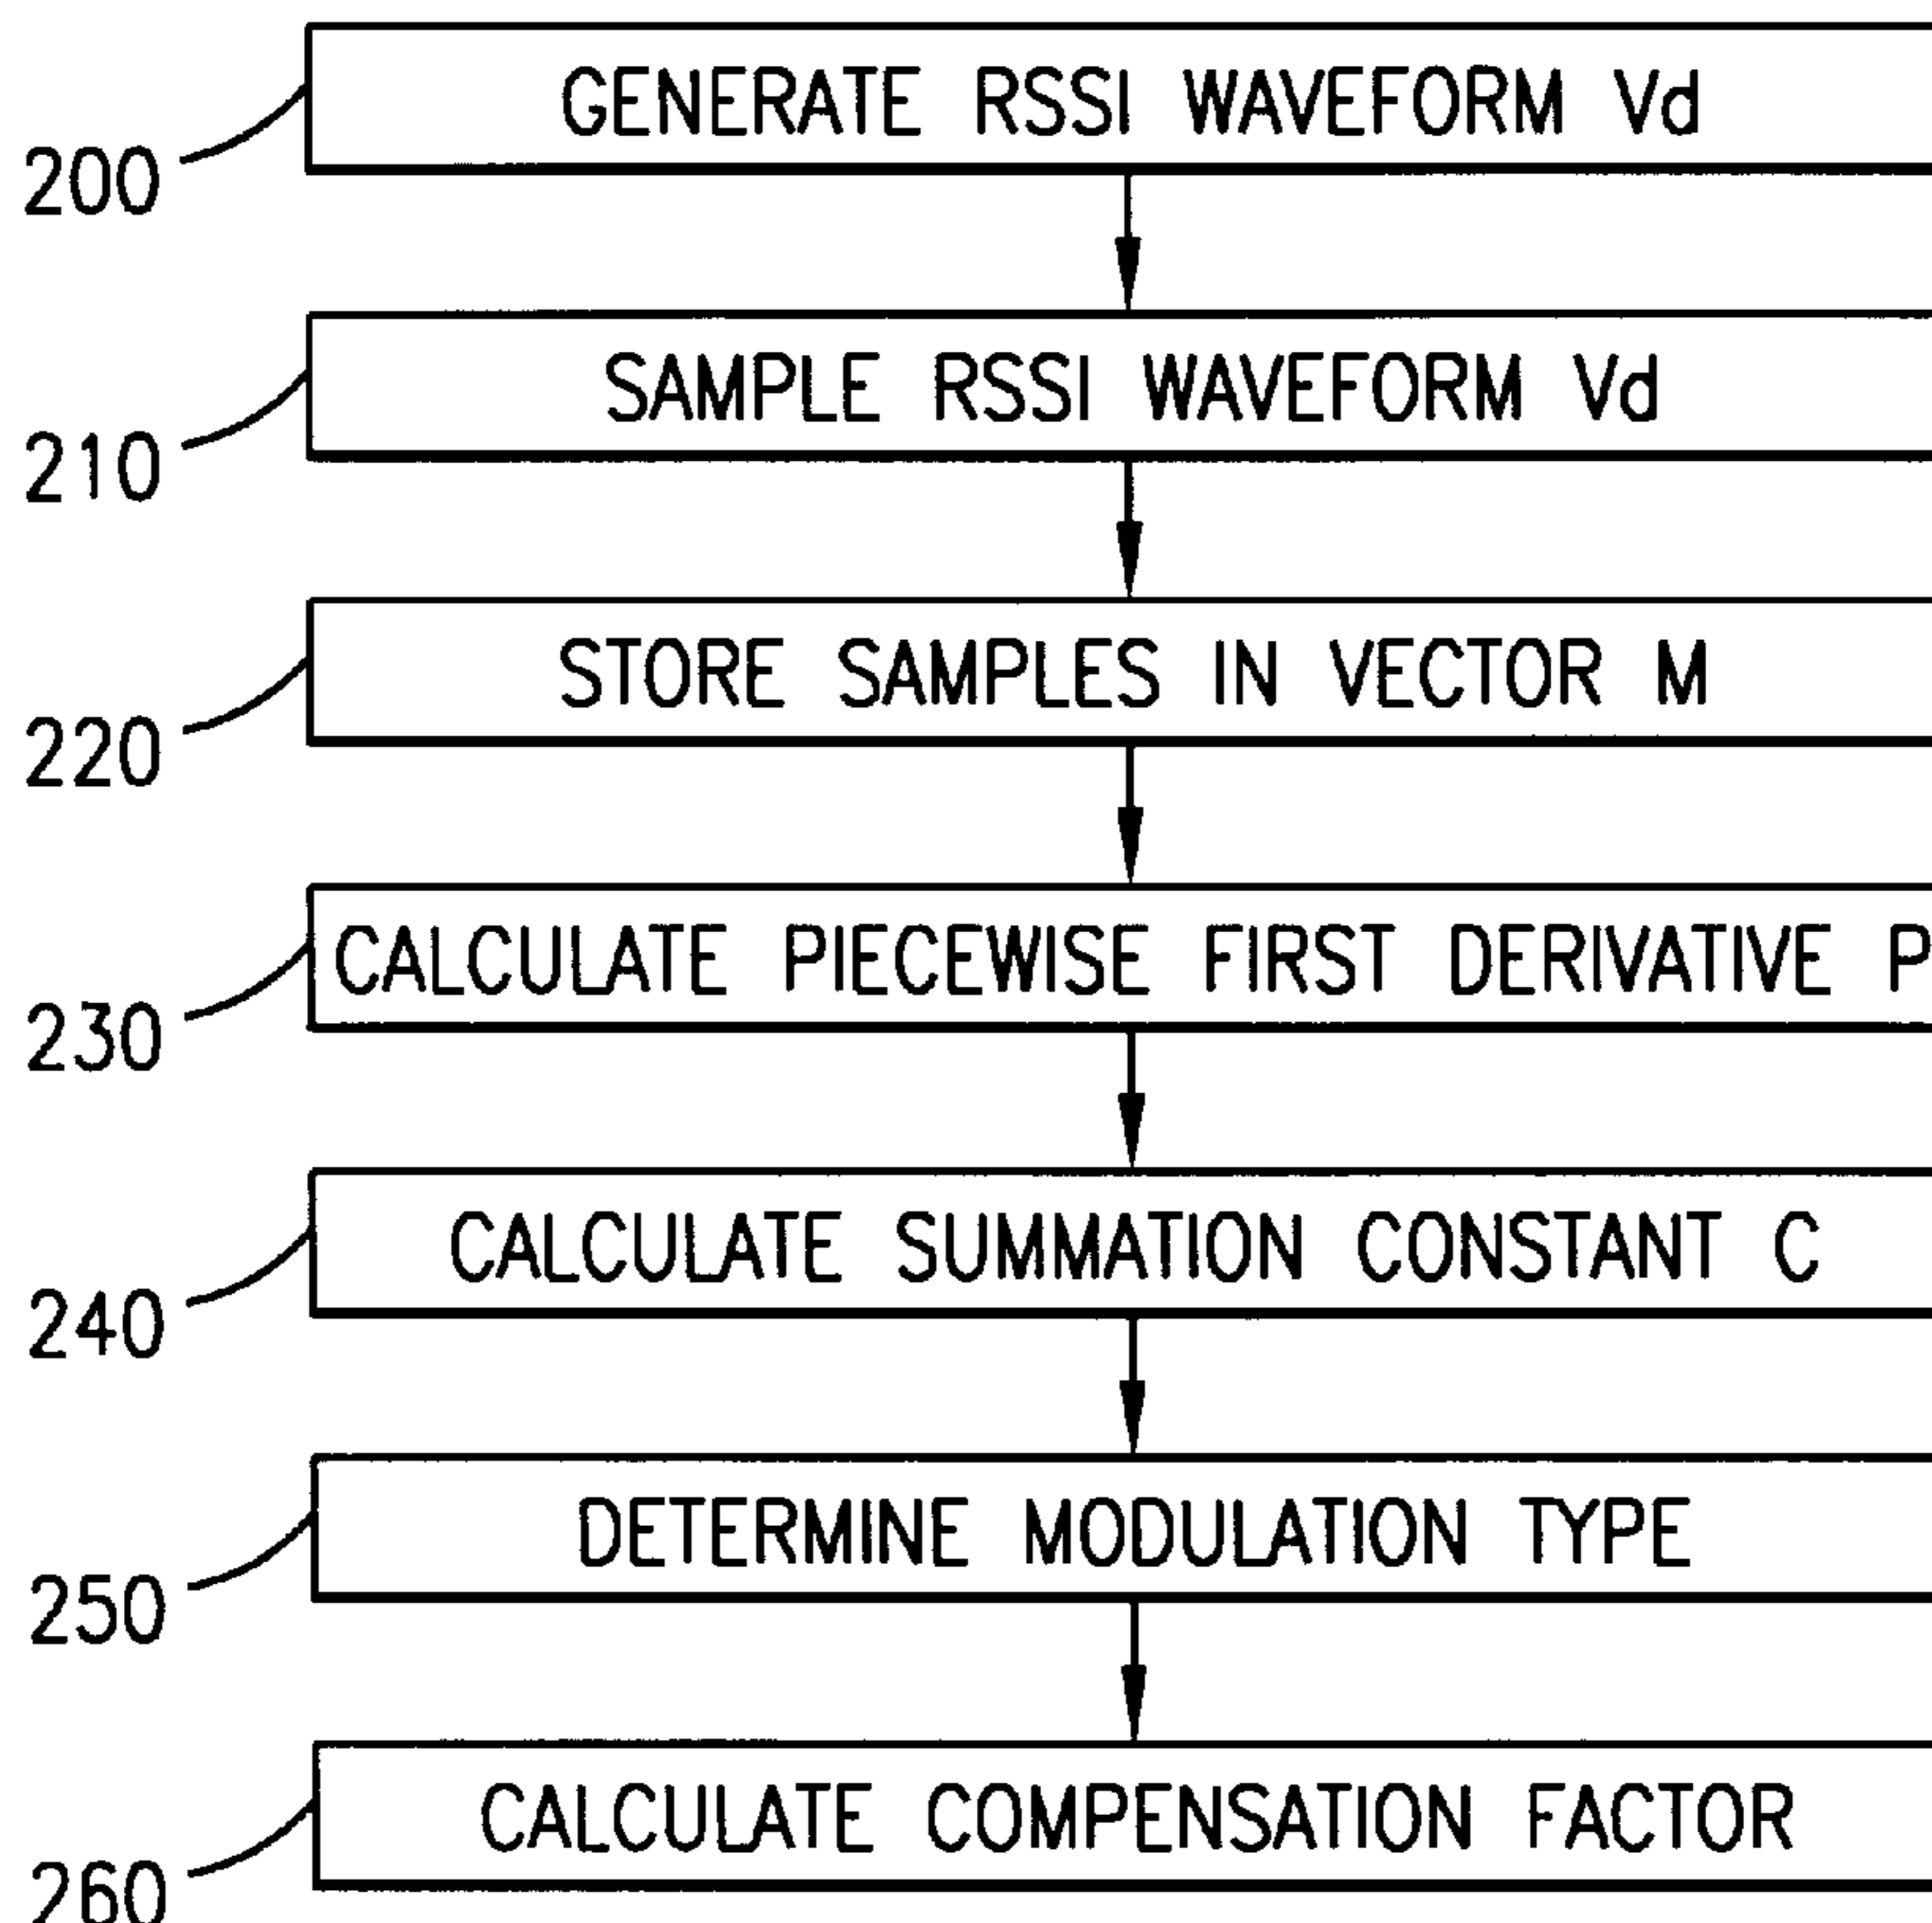 GENERATE RSSI WAVEFORM Vd
200
SAMPLE RSSI WAVEFORM Vd
210
STORE SAMPLES IN VECTOR M
220
CALCULATE PIECEWISE FIRST DERIVATIVE P
230
CALCULATE SUMMATION CONSTANT C
240
DETERMINE MODULATION TYPE
250
CALCULATE COMPENSATION FACTOR
260